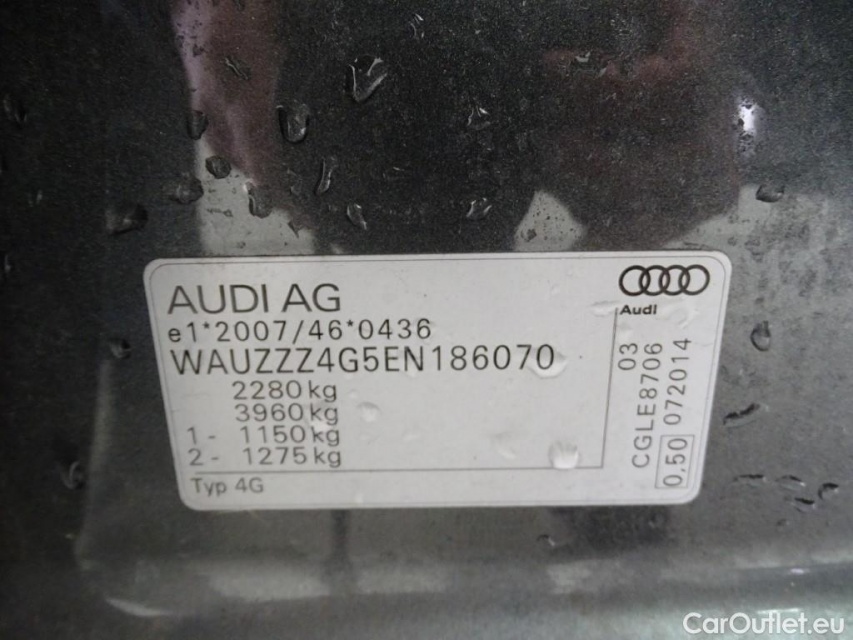 AUDI AG
e1*2007/46*0436
WAUZZZ4G5EN186070
2280 kg
3960 kg
1 - 1150 kg
2 - 1275 kg
Typ 4G
Audi
03
CGLE8706
0,50 072014
CarOutlet.eu